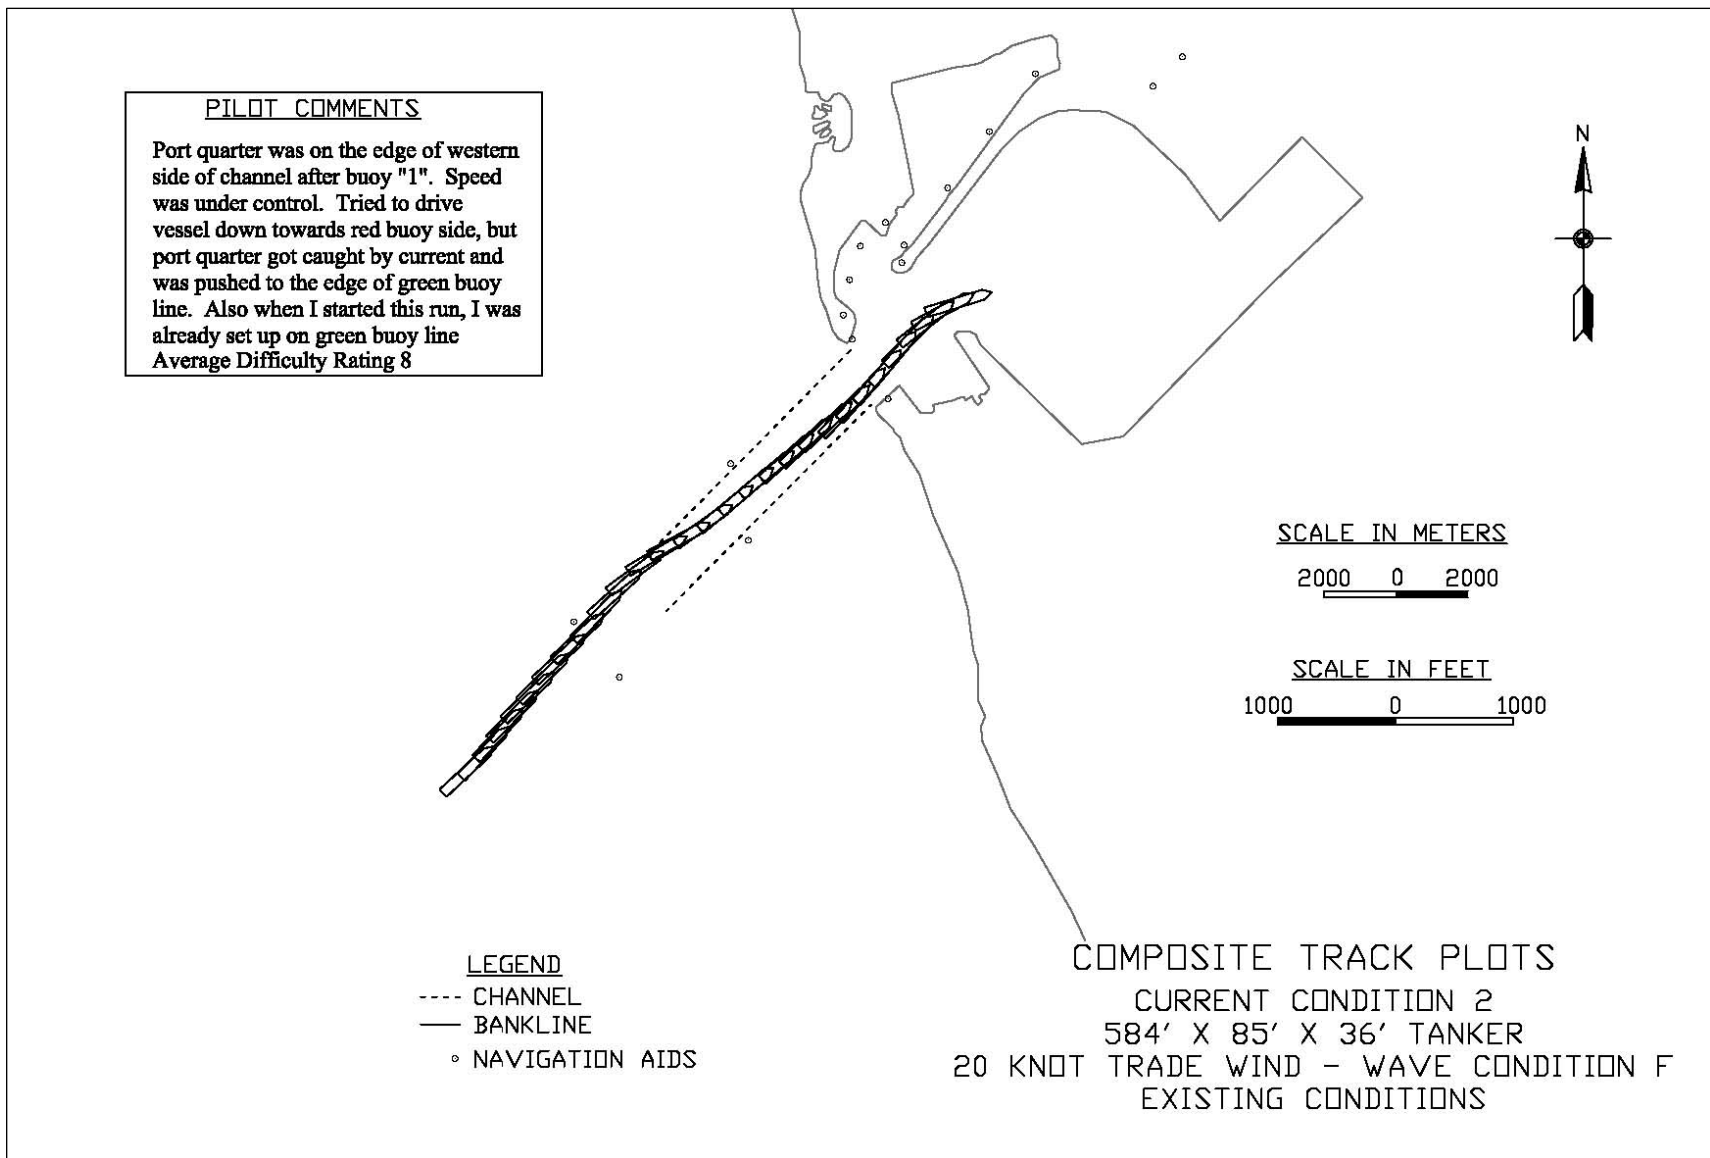 PILOT COMMENTS
Port quarter was on the edge of western
side of channel after buoy "1". Speed
was under control. Tried to drive
vessel down towards red buoy side, but
port quarter got caught by current and
was pushed to the edge of green buoy
line. Also when I started this run, I was
already set up on green buoy line
Average Difficulty Rating 8
N
SCALE IN METERS
2000 0 2000
SCALE IN FEET
1000 0 1000
LEGEND
CHANNEL
BANKLINE
NAVIGATION AIDS
COMPOSITE TRACK PLOTS
CURRENT CONDITION 2
584' X 85' X 36' TANKER
20 KNOT TRADE WIND - WAVE CONDITION F
EXISTING CONDITIONS